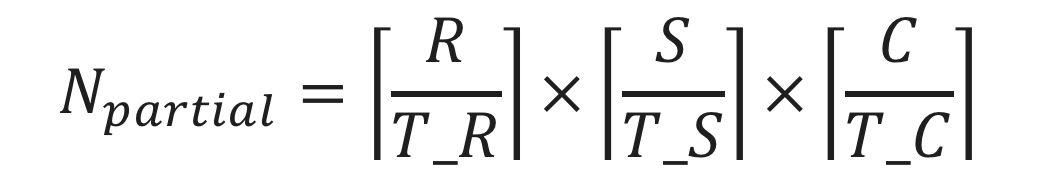 N_partial = ⌈R/T_R⌉ × ⌈S/T_S⌉ × ⌈C/T_C⌉